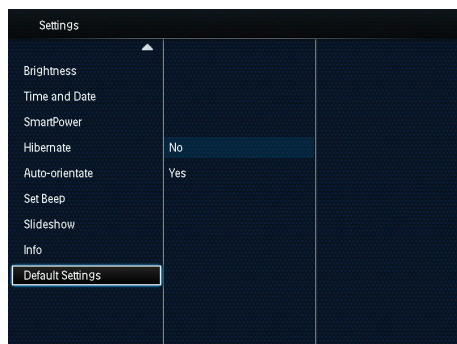 Settings
Brightness
Time and Date
SmartPower
Hibernate
No
Auto-orientate
Yes
Set Beep
Slideshow
Info
Default Settings